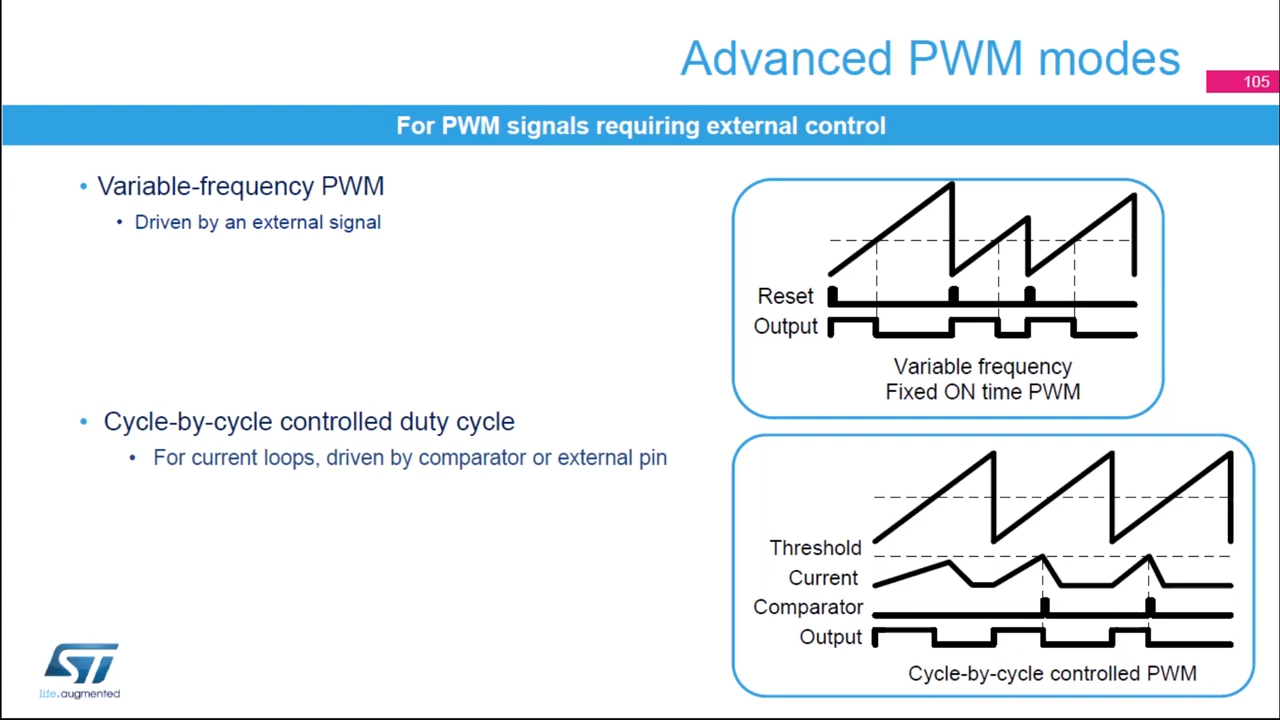 Advanced PWM modes
105
For PWM signals requiring external control
• Variable-frequency PWM
• Driven by an external signal
Reset
Output
Variable frequency
Fixed ON time PWM
• Cycle-by-cycle controlled duty cycle
• For current loops, driven by comparator or external pin
Threshold
Current
Comparator
Output
Cycle-by-cycle controlled PWM
ST
life.augmented